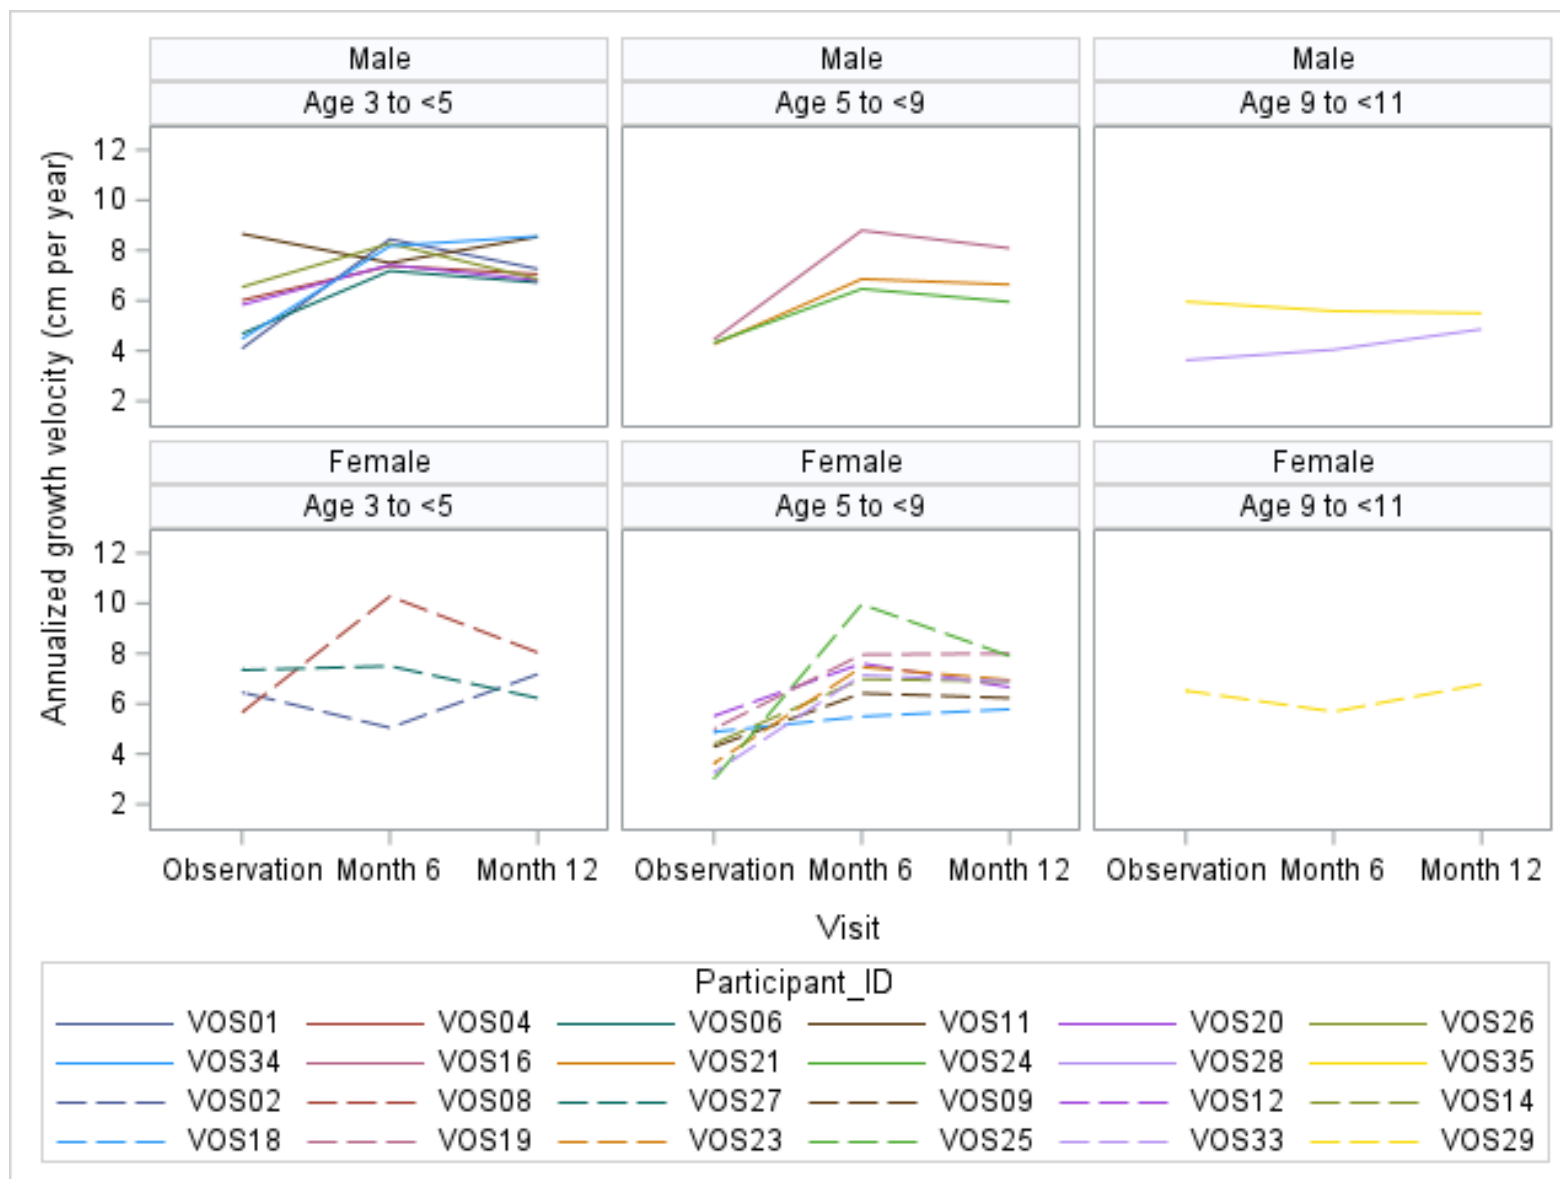 Male Male Male
Age 3 to <5 Age 5 to <9 Age 9 to <11
Annualized growth velocity (cm per year)
12
10
8
6
4
2
Female Female Female
Age 3 to <5 Age 5 to <9 Age 9 to <11
12
10
8
6
4
2
Observation Month 6 Month 12 Observation Month 6 Month 12 Observation Month 6 Month 12
Visit
Participant_ID
VOS01 VOS04 VOS06 VOS11 VOS20 VOS26
VOS34 VOS16 VOS21 VOS24 VOS28 VOS35
VOS02 VOS08 VOS27 VOS09 VOS12 VOS14
VOS18 VOS19 VOS23 VOS25 VOS33 VOS29